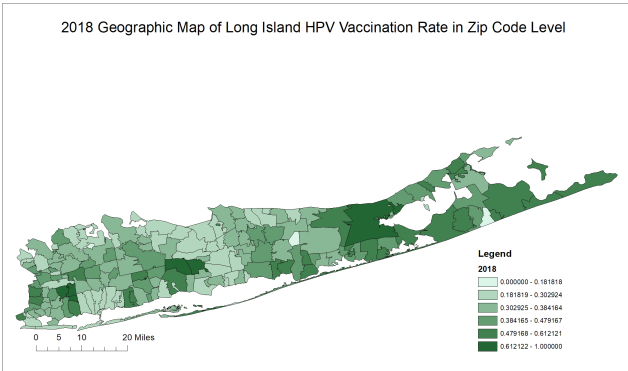 2018 Geographic Map of Long Island HPV Vaccination Rate in Zip Code Level
Legend
2018
0.000000 - 0.181818
0.181819 - 0.302924
0.302925 - 0.384164
0.384165 - 0.479167
0.479168 - 0.612121
0.612122 - 1.000000
0 5 10 20 Miles